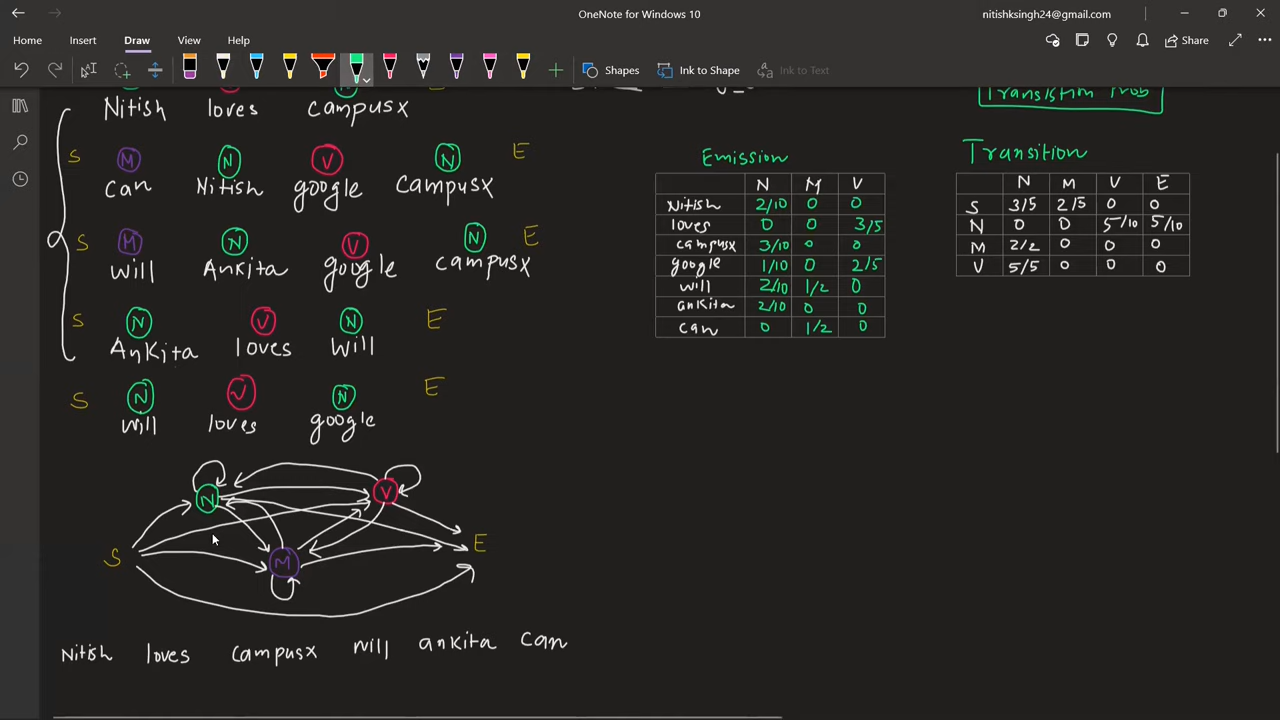 OneNote for Windows 10
nitishksingh24@gmail.com
Home Insert Draw View Help
Share
Shapes Ink to Shape Ink to Text
Nitish loves campusx
S M N V N E
can Nitish google campusx
S M N V N E
will Ankita google campusx
S N V N E
Ankita loves will
S N V N E
will loves google
N V
S M E
Nitish loves campusx will ankita can
Emission
N M V
Nitish 2/10 0 0
loves 0 0 3/5
campusx 3/10 0 0
google 1/10 0 2/5
will 2/10 1/2 0
ankita 2/10 0 0
can 0 1/2 0
Transition
N M V E
S 3/5 2/5 0 0
N 0 0 5/10 5/10
M 2/2 0 0 0
V 5/5 0 0 0